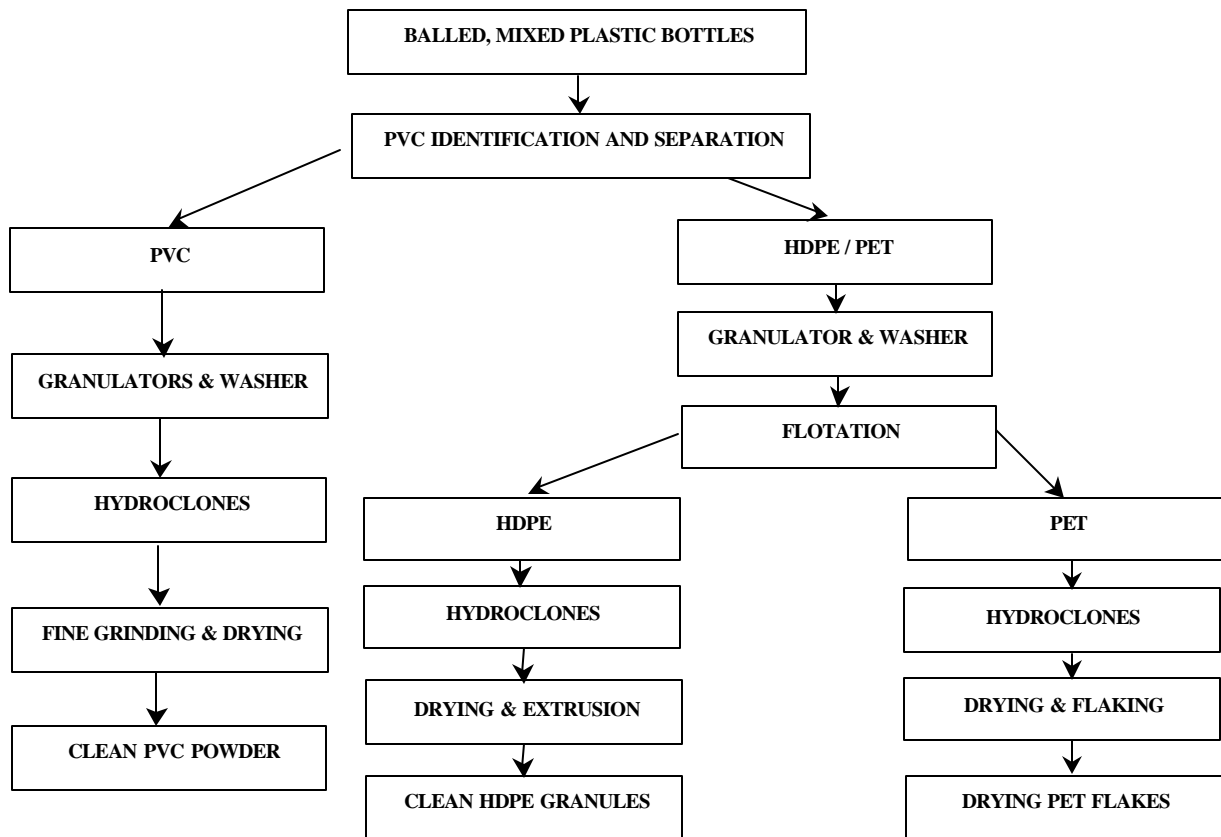 BALLED, MIXED PLASTIC BOTTLES
PVC IDENTIFICATION AND SEPARATION
PVC
HDPE / PET
GRANULATOR & WASHER
GRANULATORS & WASHER
FLOTATION
HYDROCLONES
HDPE
PET
HYDROCLONES
HYDROCLONES
FINE GRINDING & DRYING
DRYING & EXTRUSION
DRYING & FLAKING
CLEAN PVC POWDER
CLEAN HDPE GRANULES
DRYING PET FLAKES